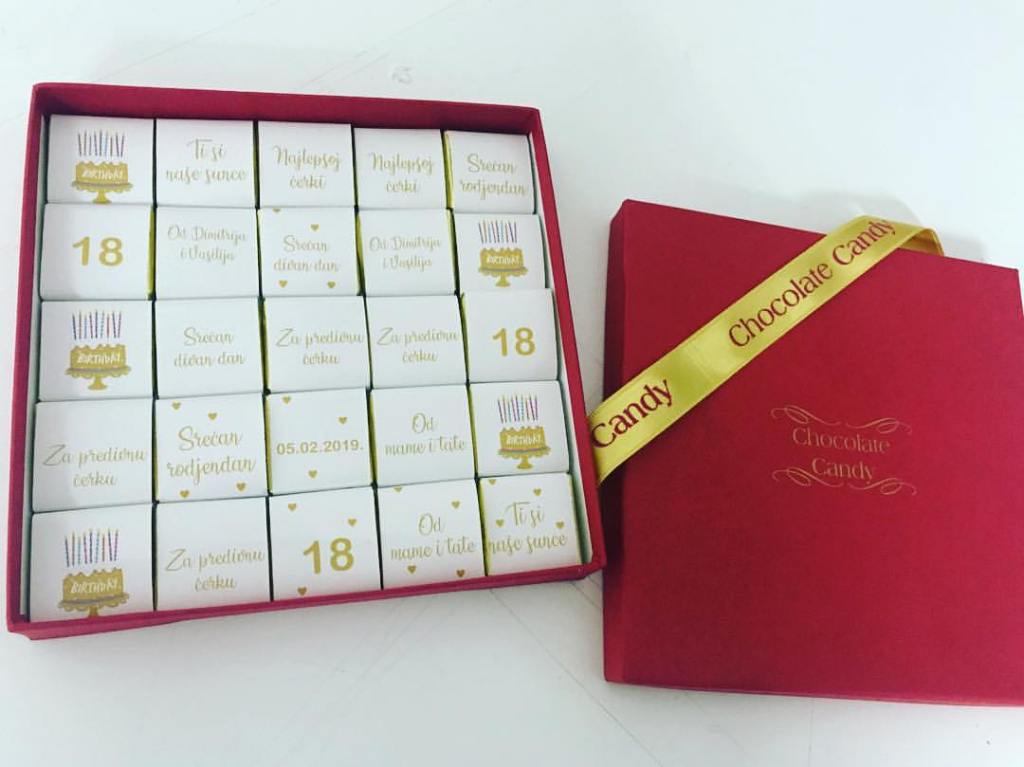 BIRTHDAY
Ti si
naše sunce
Najlepšoj
ćerki
Najlepšoj
ćerki
Srećan
rodjendan
18
Od Dimitrija
i Vasilija
Srećan
divan dan
Od Dimitrija
i Vasilija
BIRTHDAY
BIRTHDAY
Srećan
divan dan
Za predivnu
ćerku
Za predivnu
ćerku
18
Za predivnu
ćerku
Srećan
rodjendan
05.02.2019.
Od
mame i tate
BIRTHDAY
BIRTHDAY
Za predivnu
ćerku
18
Od
mame i tate
Ti si
naše sunce
Candy
Chocolate Candy
Chocolate
Candy